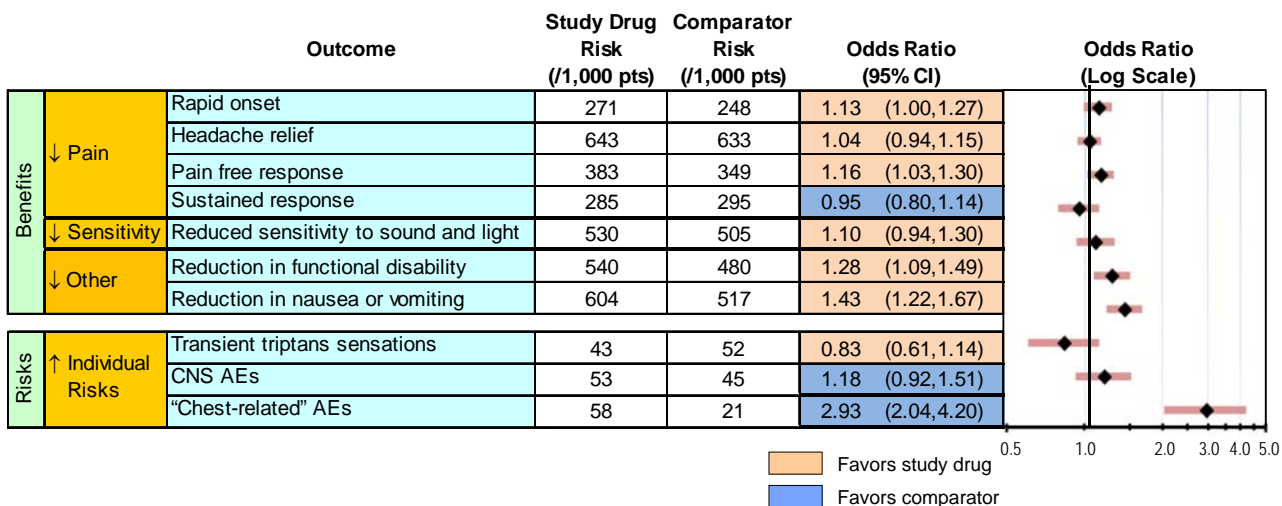 Outcome
Study Drug Risk (/1,000 pts)
Comparator Risk (/1,000 pts)
Odds Ratio (95% CI)
Odds Ratio (Log Scale)
Benefits
↓ Pain
Rapid onset 271 248 1.13 (1.00,1.27)
Headache relief 643 633 1.04 (0.94,1.15)
Pain free response 383 349 1.16 (1.03,1.30)
Sustained response 285 295 0.95 (0.80,1.14)
↓ Sensitivity Reduced sensitivity to sound and light 530 505 1.10 (0.94,1.30)
↓ Other
Reduction in functional disability 540 480 1.28 (1.09,1.49)
Reduction in nausea or vomiting 604 517 1.43 (1.22,1.67)
Risks
↑ Individual Risks
Transient triptans sensations 43 52 0.83 (0.61,1.14)
CNS AEs 53 45 1.18 (0.92,1.51)
“Chest-related” AEs 58 21 2.93 (2.04,4.20)
0.5 1.0 2.0 3.0 4.0 5.0
Favors study drug
Favors comparator